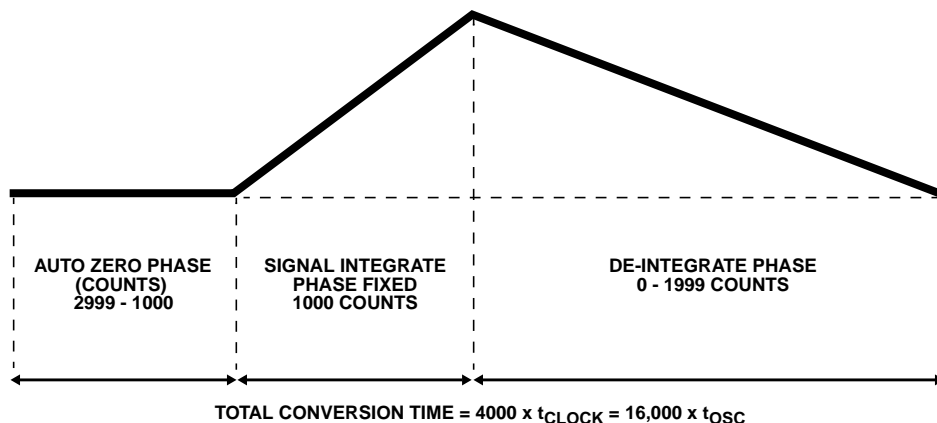 AUTO ZERO PHASE
(COUNTS)
2999 - 1000
SIGNAL INTEGRATE
PHASE FIXED
1000 COUNTS
DE-INTEGRATE PHASE
0 - 1999 COUNTS
TOTAL CONVERSION TIME = 4000 x tCLOCK = 16,000 x tOSC